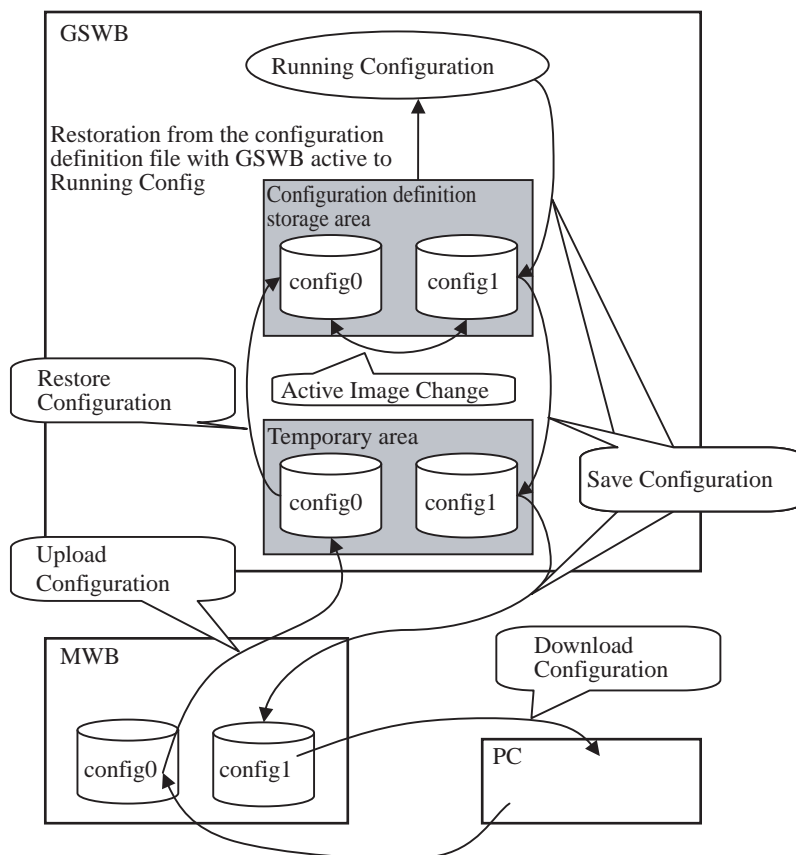 GSWB
Running Configuration
Restoration from the configuration
definition file with GSWB active to
Running Config
Configuration definition
storage area
config0
config1
Restore
Configuration
Active Image Change
Temporary area
config0
config1
Save Configuration
Upload
Configuration
MWB
Download
Configuration
config0
config1
PC